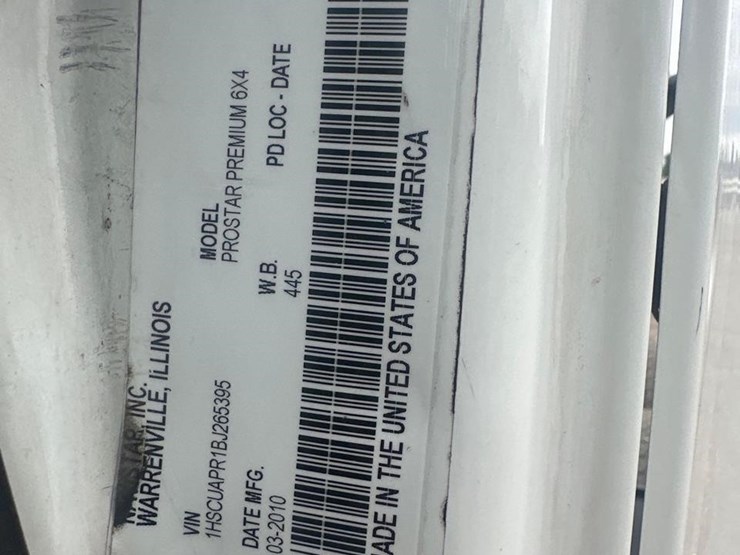 INC.
WARRENVILLE, ILLINOIS
VIN MODEL
1HSCUAPR1BJ265395 PROSTAR PREMIUM 6X4
DATE MFG. W.B. PD LOC - DATE
03-2010 445
ADE IN THE UNITED STATES OF AMERICA